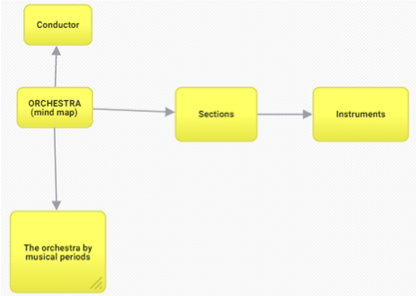 Conductor
ORCHESTRA
(mind map)
Sections
Instruments
The orchestra by
musical periods